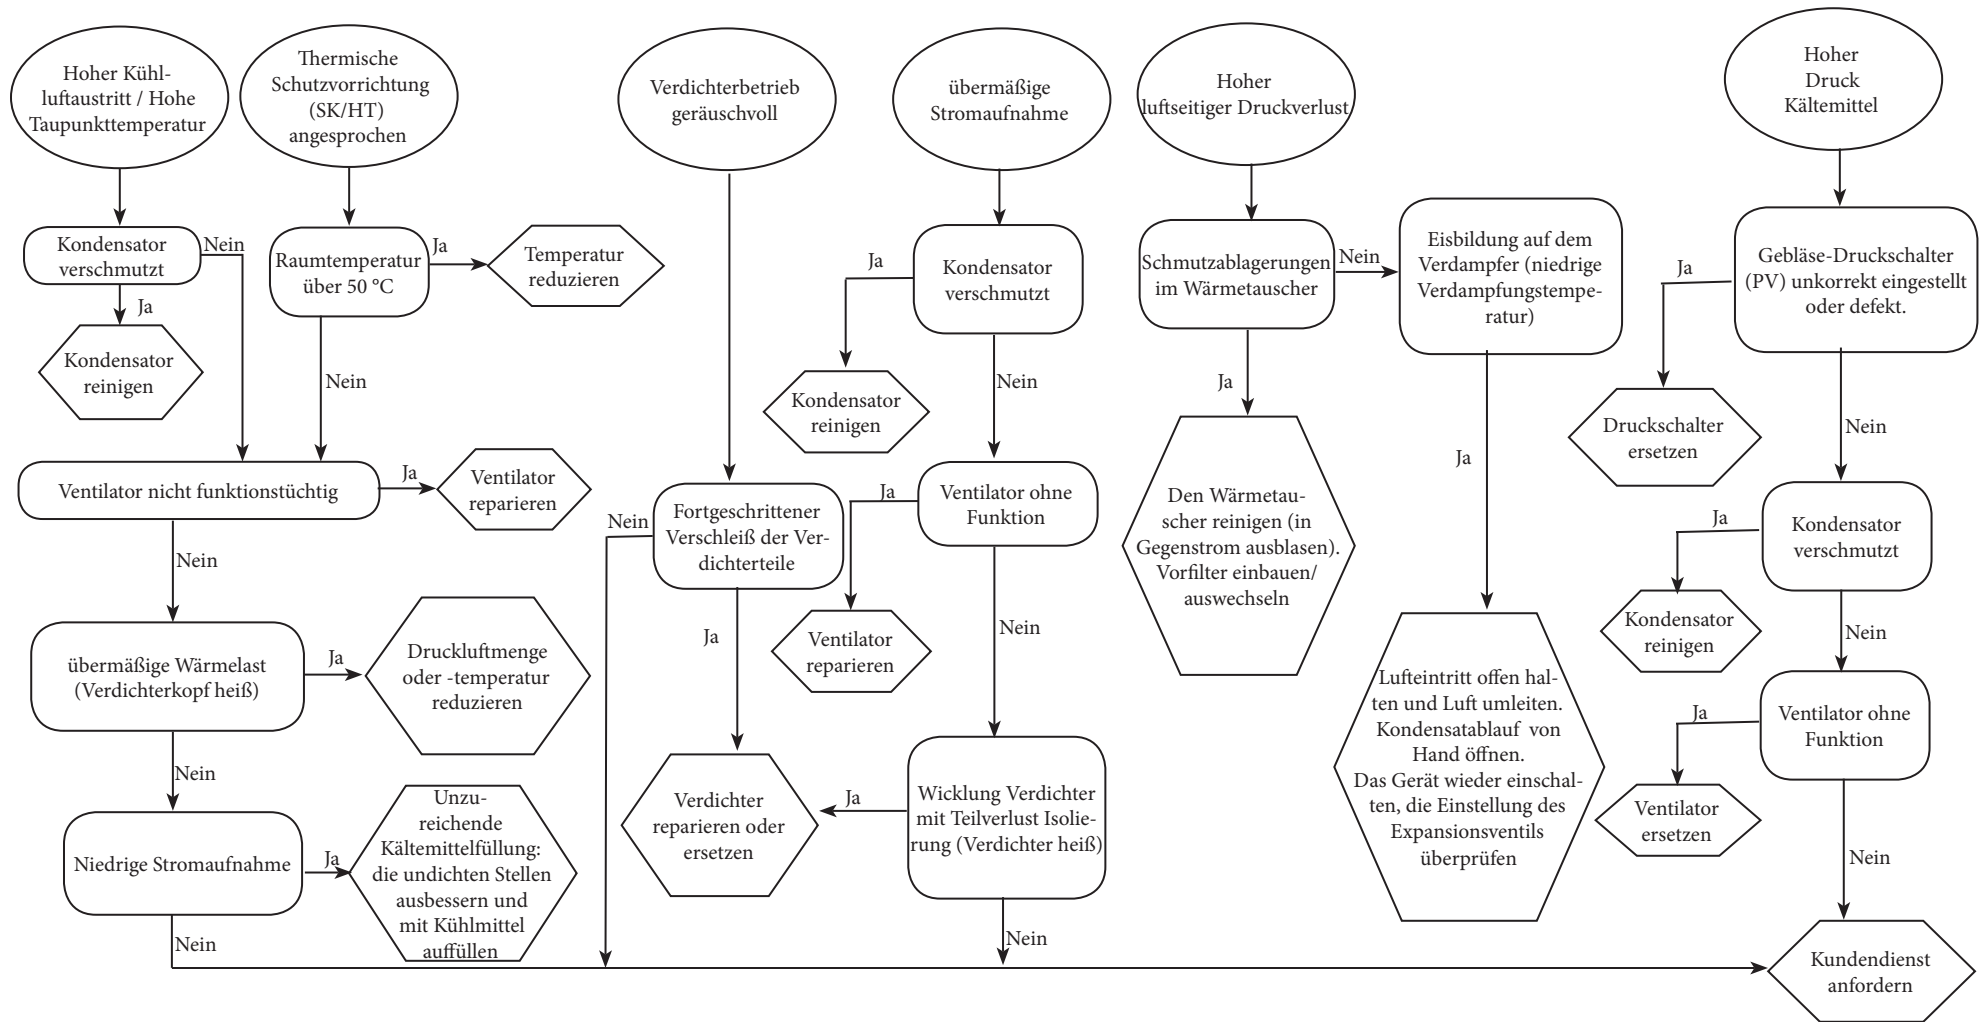 Hoher Kühl-
luftaustritt / Hohe
Taupunkttemperatur
Thermische
Schutzvorrichtung
(SK/HT)
angesprochen
Verdichterbetrieb
geräuschvoll
übermäßige
Stromaufnahme
Hoher
luftseitiger Druckverlust
Hoher
Druck
Kältemittel
Kondensator
verschmutzt
Nein
Ja
Kondensator
reinigen
Raumtemperatur
über 50 °C
Ja
Temperatur
reduzieren
Nein
Ventilator nicht funktionstüchtig
Ja
Ventilator
reparieren
Nein
übermäßige Wärmelast
(Verdichterkopf heiß)
Ja
Druckluftmenge
oder -temperatur
reduzieren
Nein
Niedrige Stromaufnahme
Ja
Unzu-
reichende
Kältemittelfüllung:
die undichten Stellen
ausbessern und
mit Kühlmittel
auffüllen
Nein
Fortgeschrittener
Verschleiß der Ver-
dichterteile
Nein
Ja
Verdichter
reparieren oder
ersetzen
Kondensator
verschmutzt
Ja
Kondensator
reinigen
Nein
Ventilator ohne
Funktion
Ja
Ventilator
reparieren
Nein
Wicklung Verdichter
mit Teilverlust Isolie-
rung (Verdichter heiß)
Ja
Nein
Schmutzablagerungen
im Wärmetauscher
Nein
Ja
Den Wärmetau-
scher reinigen (in
Gegenstrom ausblasen).
Vorfilter einbauen/
auswechseln
Eisbildung auf dem
Verdampfer (niedrige
Verdampfungstempe-
ratur)
Ja
Lufteintritt offen hal-
ten und Luft umleiten.
Kondensatablauf von
Hand öffnen.
Das Gerät wieder einschal-
ten, die Einstellung des
Expansionsventils
überprüfen
Gebläse-Druckschalter
(PV) unkorrekt eingestellt
oder defekt.
Ja
Druckschalter
ersetzen
Nein
Kondensator
verschmutzt
Ja
Kondensator
reinigen
Nein
Ventilator ohne
Funktion
Ja
Ventilator
ersetzen
Nein
Kundendienst
anfordern